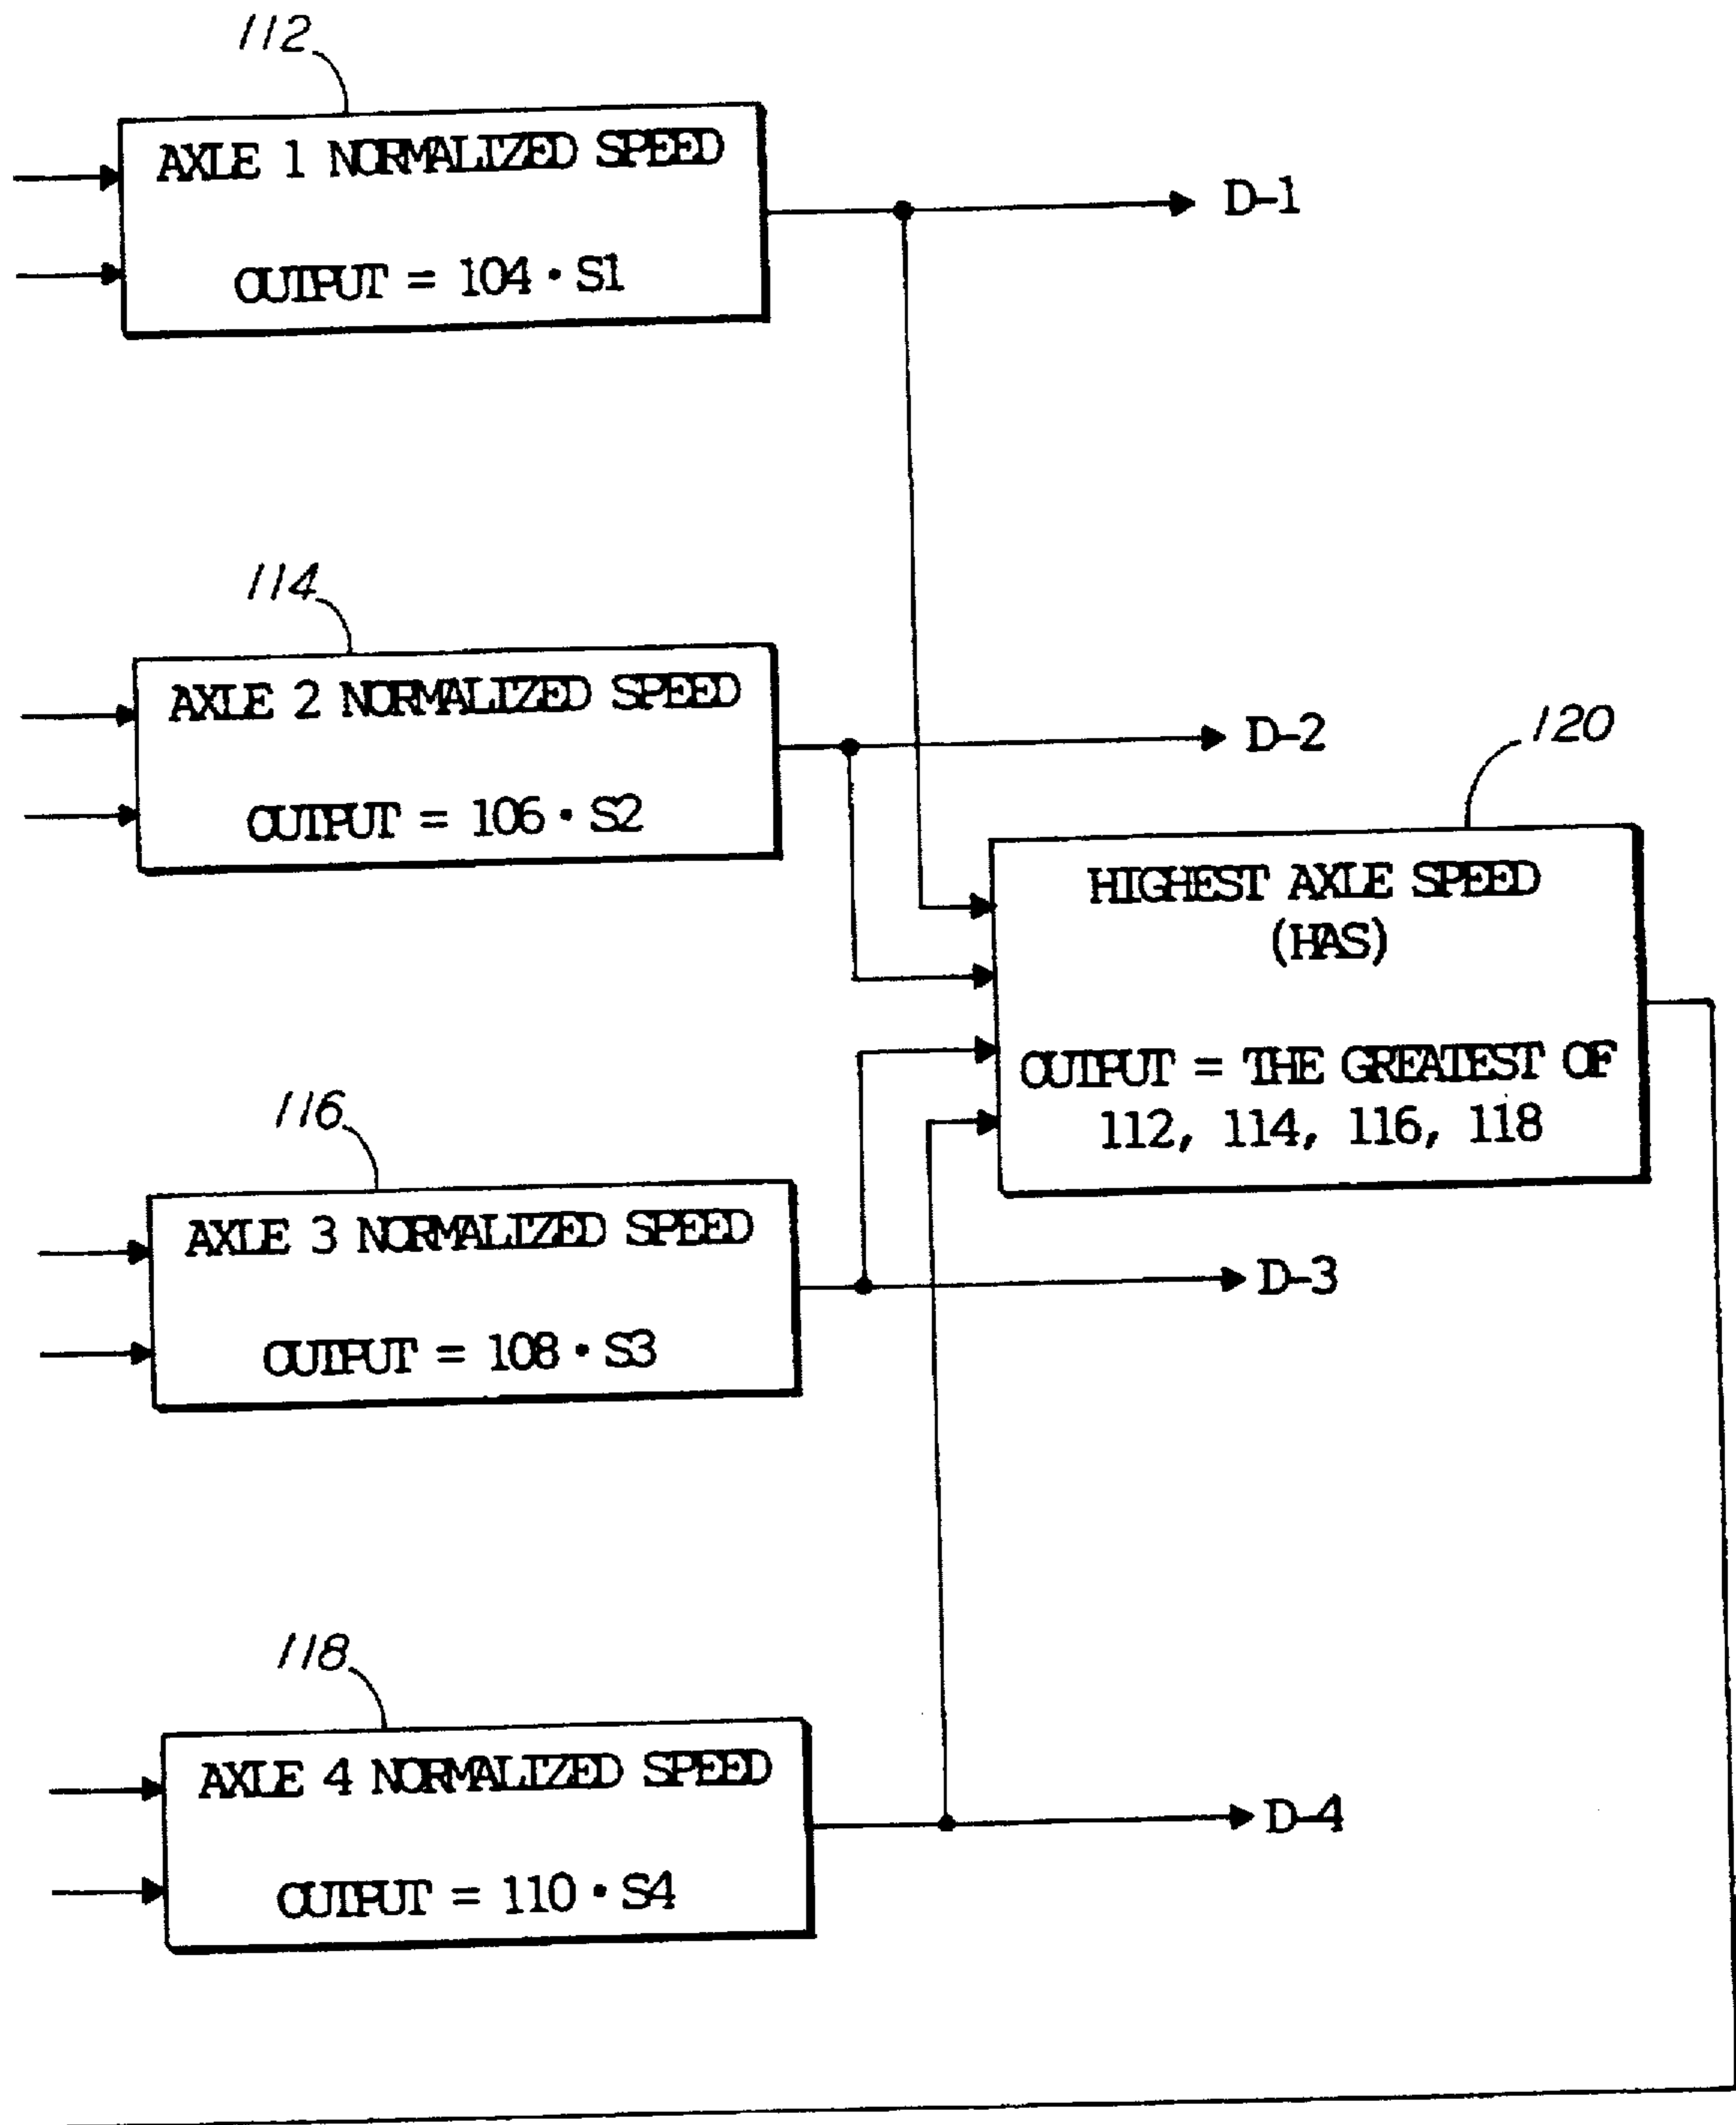 112
AXLE 1 NORMALIZED SPEED
OUTPUT = 104 · S1
D-1
114
AXLE 2 NORMALIZED SPEED
OUTPUT = 106 · S2
D-2
120
HIGHEST AXLE SPEED
(HAS)
OUTPUT = THE GREATEST OF
112, 114, 116, 118
116
AXLE 3 NORMALIZED SPEED
OUTPUT = 108 · S3
D-3
118
AXLE 4 NORMALIZED SPEED
OUTPUT = 110 · S4
D-4